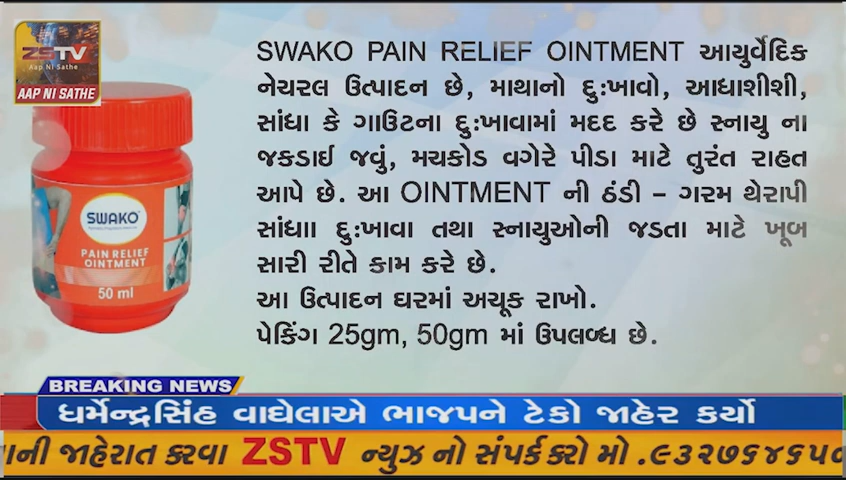 ZSTV
Aap Ni Sathe
AAP NI SATHE
SWAKO PAIN RELIEF OINTMENT આયુર્વેદિક
નેચરલ ઉત્પાદન છે, માથાનો દુઃખાવો, આધાશીશી,
સાંધા કે ગાઉટના દુઃખાવામાં મદદ કરે છે સ્નાયુ ના
જકડાઈ જવું, મચકોડ વગેરે પીડા માટે તુરંત રાહત
આપે છે. આ OINTMENT ની ઠંડી – ગરમ થેરાપી
સાંધાા દુઃખાવા તથા સ્નાયુઓની જડતા માટે ખૂબ
સારી રીતે કામ કરે છે.
આ ઉત્પાદન ઘરમાં અચૂક રાખો.
પેકિંગ 25gm, 50gm માં ઉપલબ્ધ છે.
SWAKO
PAIN RELIEF
OINTMENT
50 ml
BREAKING NEWS
ધર્મેન્દ્રસિંહ વાઘેલાએ ભાજપને ટેકો જાહેર કર્યો
ાની જાહેરાત કરવા ZSTV ન્યુઝ નો સંપર્ક કરો મો .૯૩૨૭૬૪૬૫૦